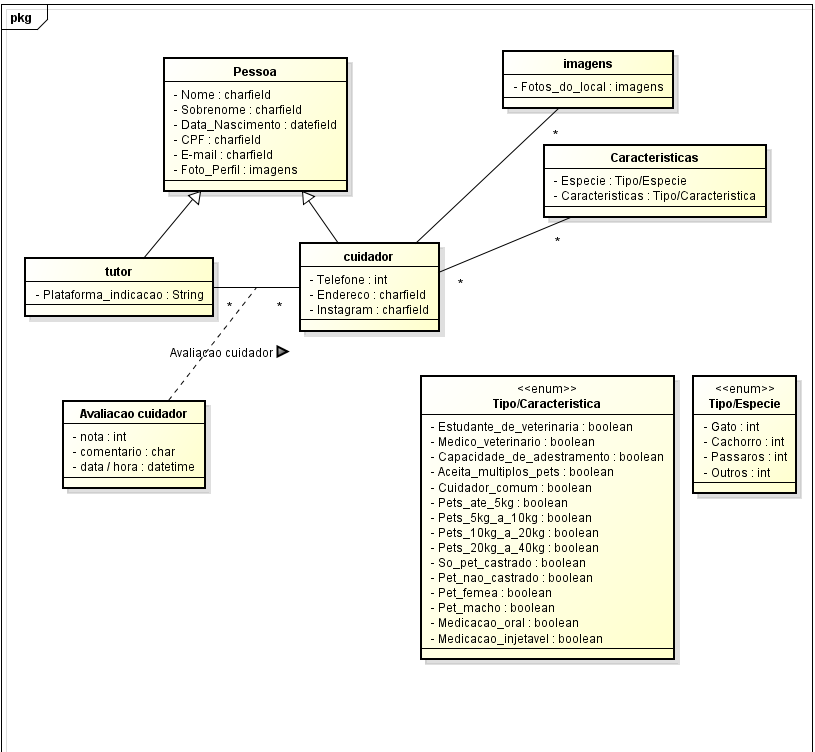 pkg
Pessoa
- Nome : charfield
- Sobrenome : charfield
- Data_Nascimento : datefield
- CPF : charfield
- E-mail : charfield
- Foto_Perfil : imagens
imagens
- Fotos_do_local : imagens
*
Caracteristicas
- Especie : Tipo/Especie
- Caracteristicas : Tipo/Caracteristica
*
*
cuidador
- Telefone : int
- Endereco : charfield
- Instagram : charfield
tutor
- Plataforma_indicacao : String
*
*
Avaliacao cuidador
Avaliacao cuidador
- nota : int
- comentario : char
- data / hora : datetime
<<enum>>
Tipo/Caracteristica
- Estudante_de_veterinaria : boolean
- Medico_veterinario : boolean
- Capacidade_de_adestramento : boolean
- Aceita_multiplos_pets : boolean
- Cuidador_comum : boolean
- Pets_ate_5kg : boolean
- Pets_5kg_a_10kg : boolean
- Pets_10kg_a_20kg : boolean
- Pets_20kg_a_40kg : boolean
- So_pet_castrado : boolean
- Pet_nao_castrado : boolean
- Pet_femea : boolean
- Pet_macho : boolean
- Medicacao_oral : boolean
- Medicacao_injetavel : boolean
<<enum>>
Tipo/Especie
- Gato : int
- Cachorro : int
- Passaros : int
- Outros : int